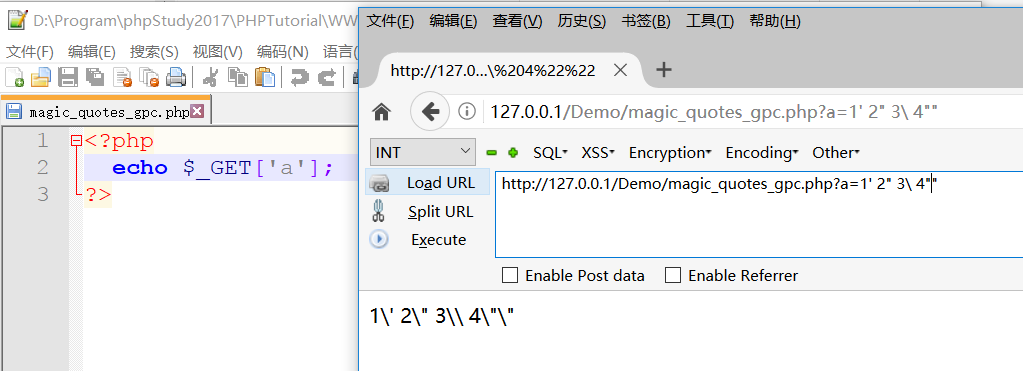 D:\Program\phpStudy2017\PHPTutorial\WW
文件(F) 编辑(E) 搜索(S) 视图(V) 编码(N) 语言(
magic_quotes_gpc.php
1 <?php
2 echo $_GET['a'];
3 ?>
文件(F) 编辑(E) 查看(V) 历史(S) 书签(B) 工具(T) 帮助(H)
http://127.0...\%204%22%22
127.0.0.1/Demo/magic_quotes_gpc.php?a=1' 2" 3\ 4""
INT SQL XSS Encryption Encoding Other
Load URL
http://127.0.0.1/Demo/magic_quotes_gpc.php?a=1' 2" 3\ 4""
Split URL
Execute
Enable Post data Enable Referrer
1\' 2\" 3\\ 4\"\"